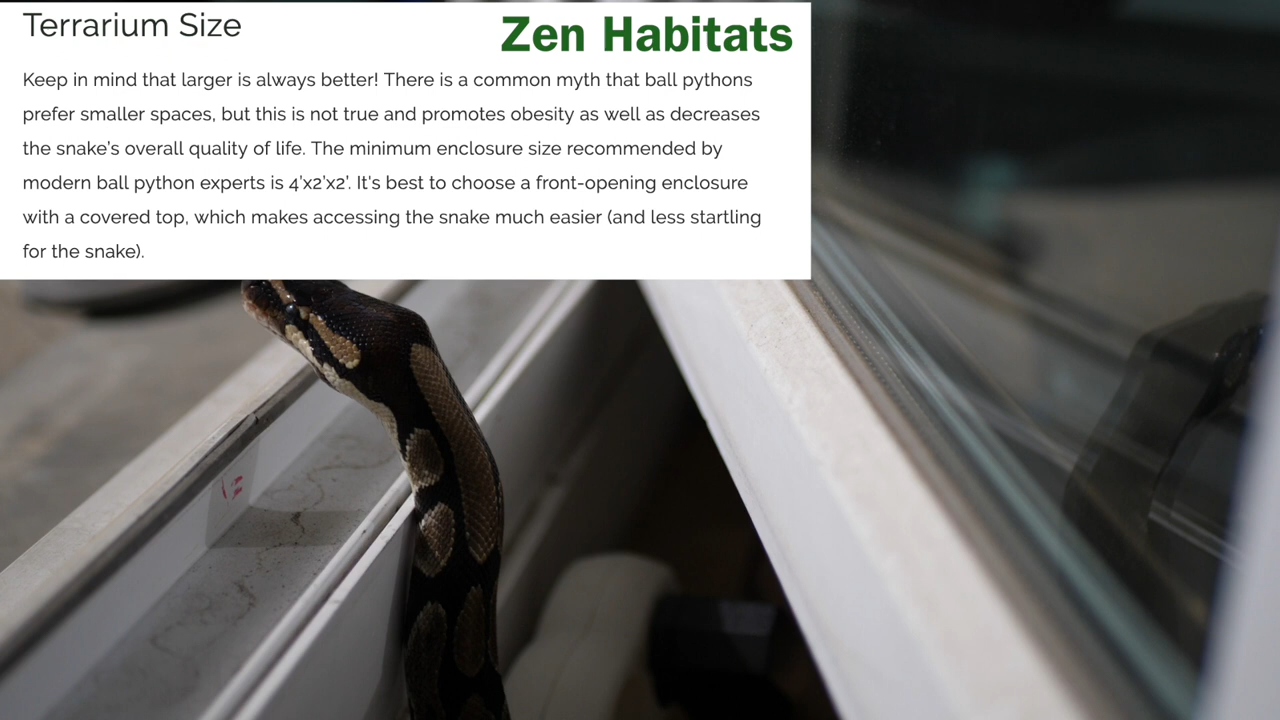 Terrarium Size
Zen Habitats
Keep in mind that larger is always better! There is a common myth that ball pythons
prefer smaller spaces, but this is not true and promotes obesity as well as decreases
the snake's overall quality of life. The minimum enclosure size recommended by
modern ball python experts is 4'x2'x2'. It's best to choose a front-opening enclosure
with a covered top, which makes accessing the snake much easier (and less startling
for the snake).